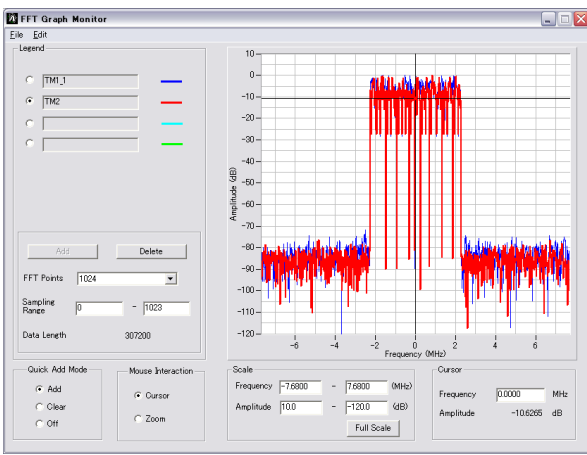 FFT Graph Monitor
File Edit
Legend
TM1_1
TM2
Add Delete
FFT Points 1024
Sampling Range 0 - 1023
Data Length 307200
Quick Add Mode
Add
Clear
Off
Mouse Interaction
Cursor
Zoom
10
0
-10
-20
-30
-40
-50
-60
-70
-80
-90
-100
-110
-120
Amplitude (dB)
-6 -4 -2 0 2 4 6
Frequency (MHz)
Scale
Frequency -7.6800 - 7.6800 (MHz)
Amplitude 10.0 - -120.0 (dB)
Full Scale
Cursor
Frequency 0.0000 MHz
Amplitude -10.6265 dB